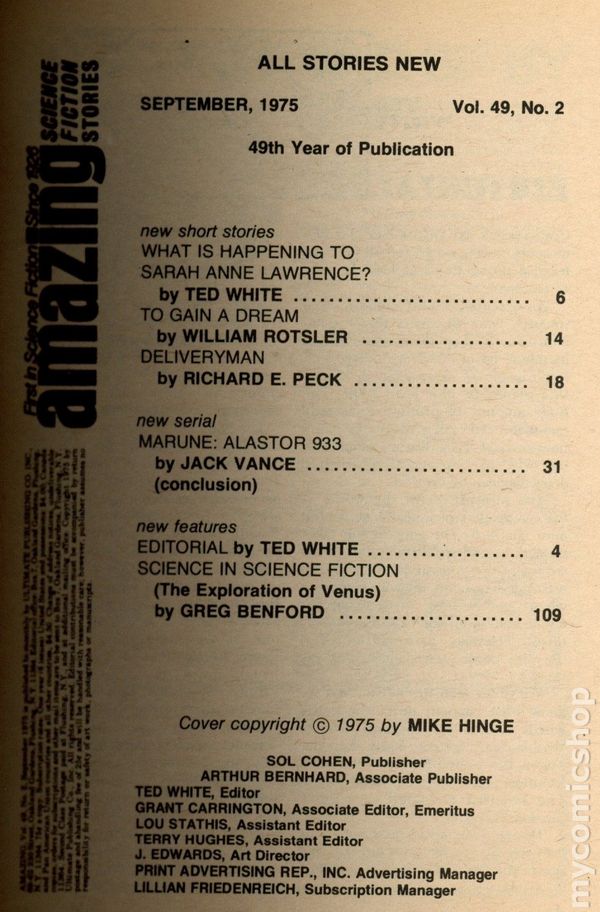 ALL STORIES NEW
SEPTEMBER, 1975 Vol. 49, No. 2
49th Year of Publication
First in Science Fiction Since 1926
amazing
SCIENCE
FICTION
STORIES
new short stories
WHAT IS HAPPENING TO
SARAH ANNE LAWRENCE?
by TED WHITE .......................... 6
TO GAIN A DREAM
by WILLIAM ROTSLER .................. 14
DELIVERYMAN
by RICHARD E. PECK ................... 18
new serial
MARUNE: ALASTOR 933
by JACK VANCE ........................ 31
(conclusion)
new features
EDITORIAL by TED WHITE ................. 4
SCIENCE IN SCIENCE FICTION
(The Exploration of Venus)
by GREG BENFORD ...................... 109
Cover copyright © 1975 by MIKE HINGE
SOL COHEN, Publisher
ARTHUR BERNHARD, Associate Publisher
TED WHITE, Editor
GRANT CARRINGTON, Associate Editor, Emeritus
LOU STATHIS, Assistant Editor
TERRY HUGHES, Assistant Editor
J. EDWARDS, Art Director
PRINT ADVERTISING REP., INC. Advertising Manager
LILLIAN FRIEDENREICH, Subscription Manager
mycomicshop